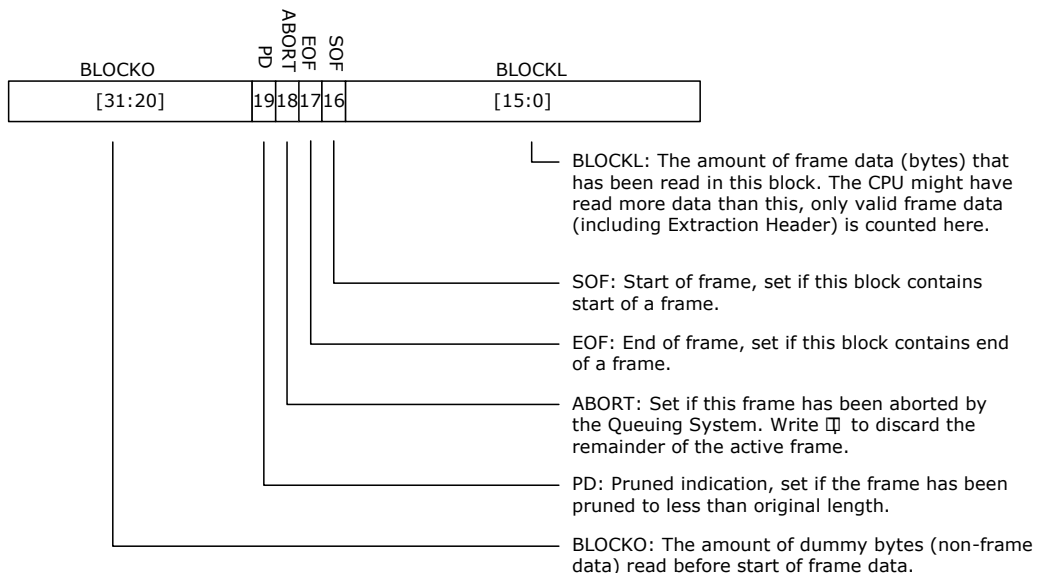 BLOCKO PD ABORT EOF SOF BLOCKL
[31:20] 19 18 17 16 [15:0]
BLOCKL: The amount of frame data (bytes) that
has been read in this block. The CPU might have
read more data than this, only valid frame data
(including Extraction Header) is counted here.
SOF: Start of frame, set if this block contains
start of a frame.
EOF: End of frame, set if this block contains end
of a frame.
ABORT: Set if this frame has been aborted by
the Queuing System. Write to discard the
remainder of the active frame.
PD: Pruned indication, set if the frame has been
pruned to less than original length.
BLOCKO: The amount of dummy bytes (non-frame
data) read before start of frame data.